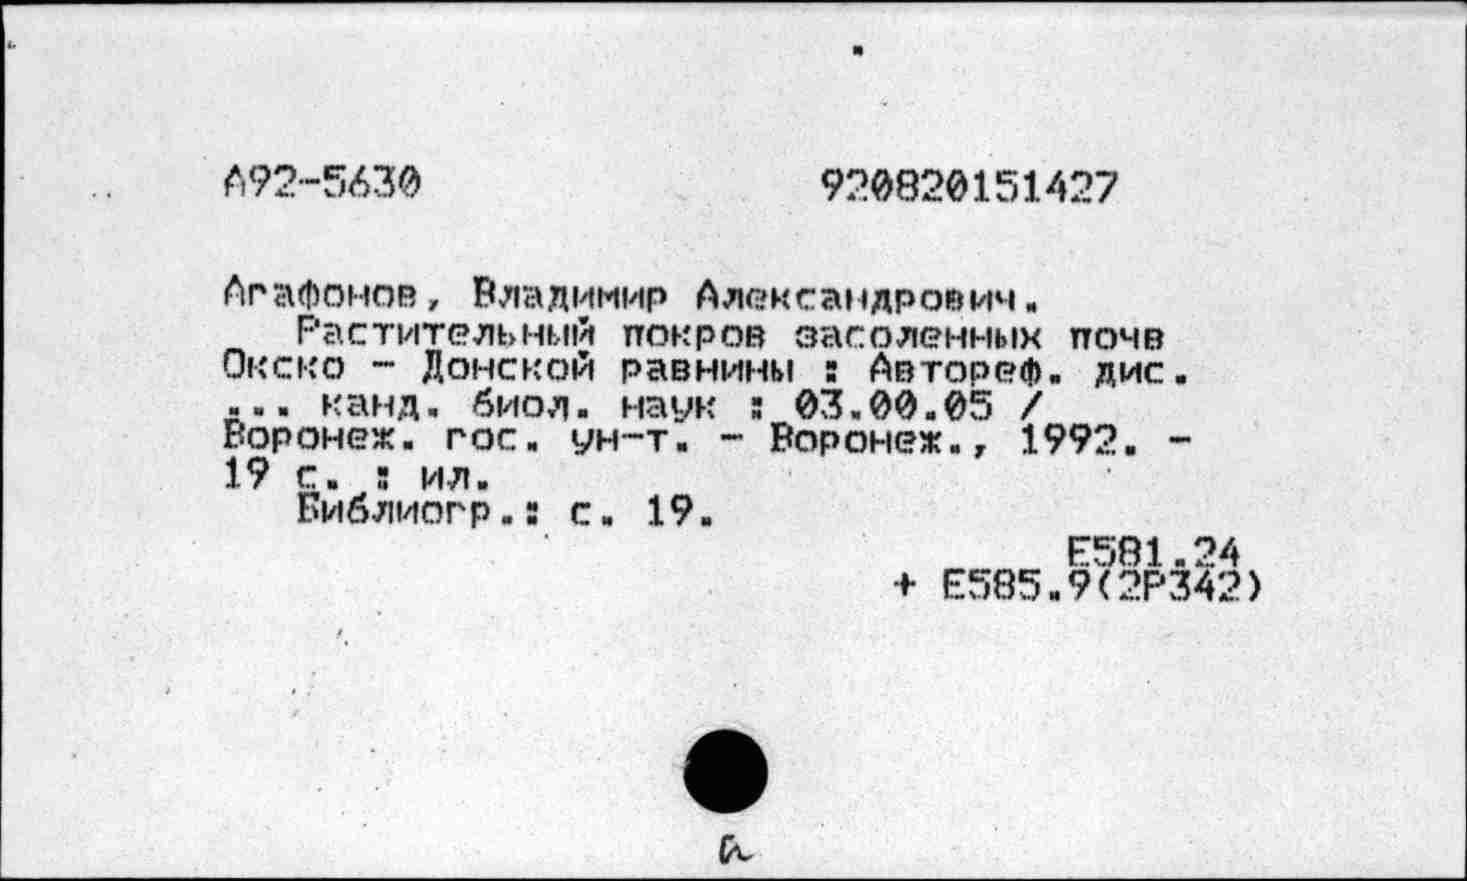 А92-5630
920820151427
Агафонов, Владимир Александрович.
Растительный покров засоленных почв
Окско - Донской равнины : Автореф. дис.
... канд. биол. наук : 03.00.05 /
Воронеж. гос. ун-т. - Воронеж., 1992. -
19 с. : ил.
Библиогр.: с. 19.
Е581.24
+ Е585.9(2Р342)